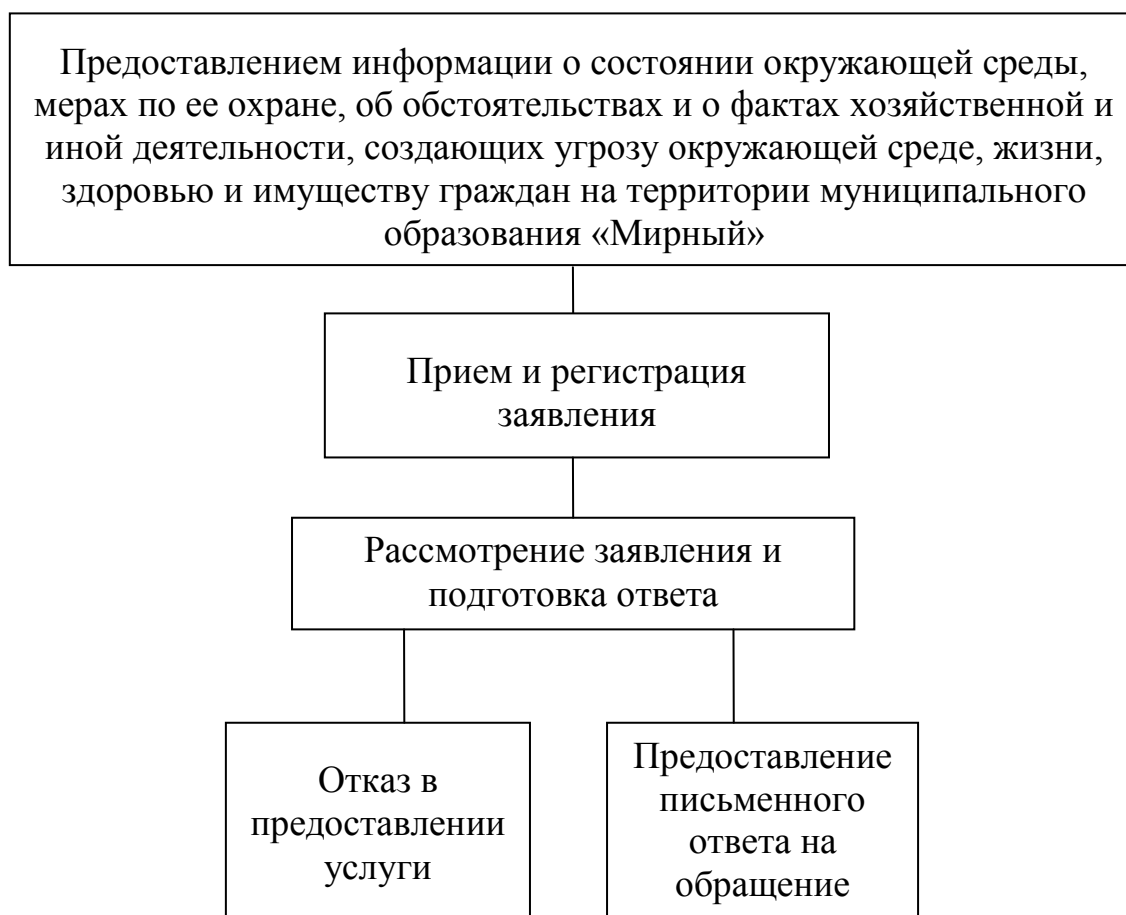 Предоставлением информации о состоянии окружающей среды,
мерах по ее охране, об обстоятельствах и о фактах хозяйственной и
иной деятельности, создающих угрозу окружающей среде, жизни,
здоровью и имуществу граждан на территории муниципального
образования «Мирный»
Прием и регистрация
заявления
Рассмотрение заявления и
подготовка ответа
Отказ в
предоставлении
услуги
Предоставление
письменного
ответа на
обращение